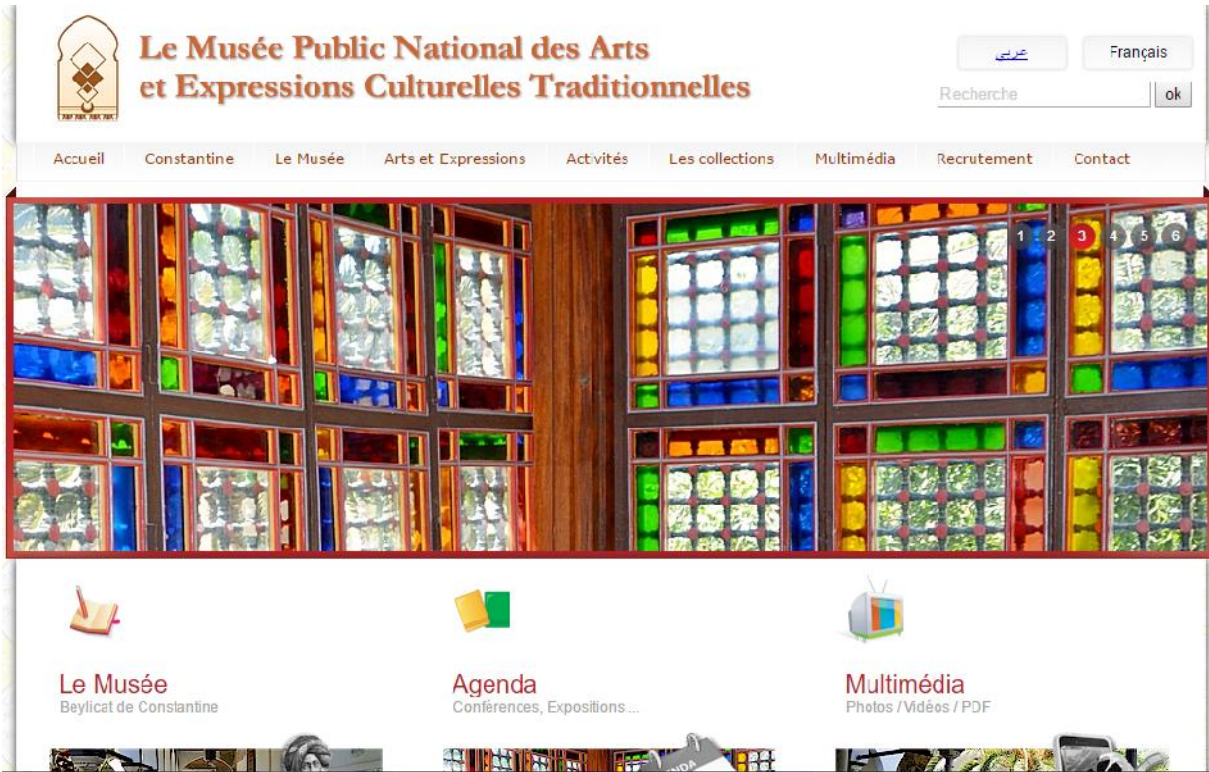 Le Musée Public National des Arts
et Expressions Culturelles Traditionnelles
عربي
Français
Recherche
ok
Accueil Constantine Le Musée Arts et Expressions Activités Les collections Multimédia Recrutement Contact
1 2 3 4 5 6
Le Musée
Beylicat de Constantine
Agenda
Conférences, Expositions ...
Multimédia
Photos / Vidéos / PDF